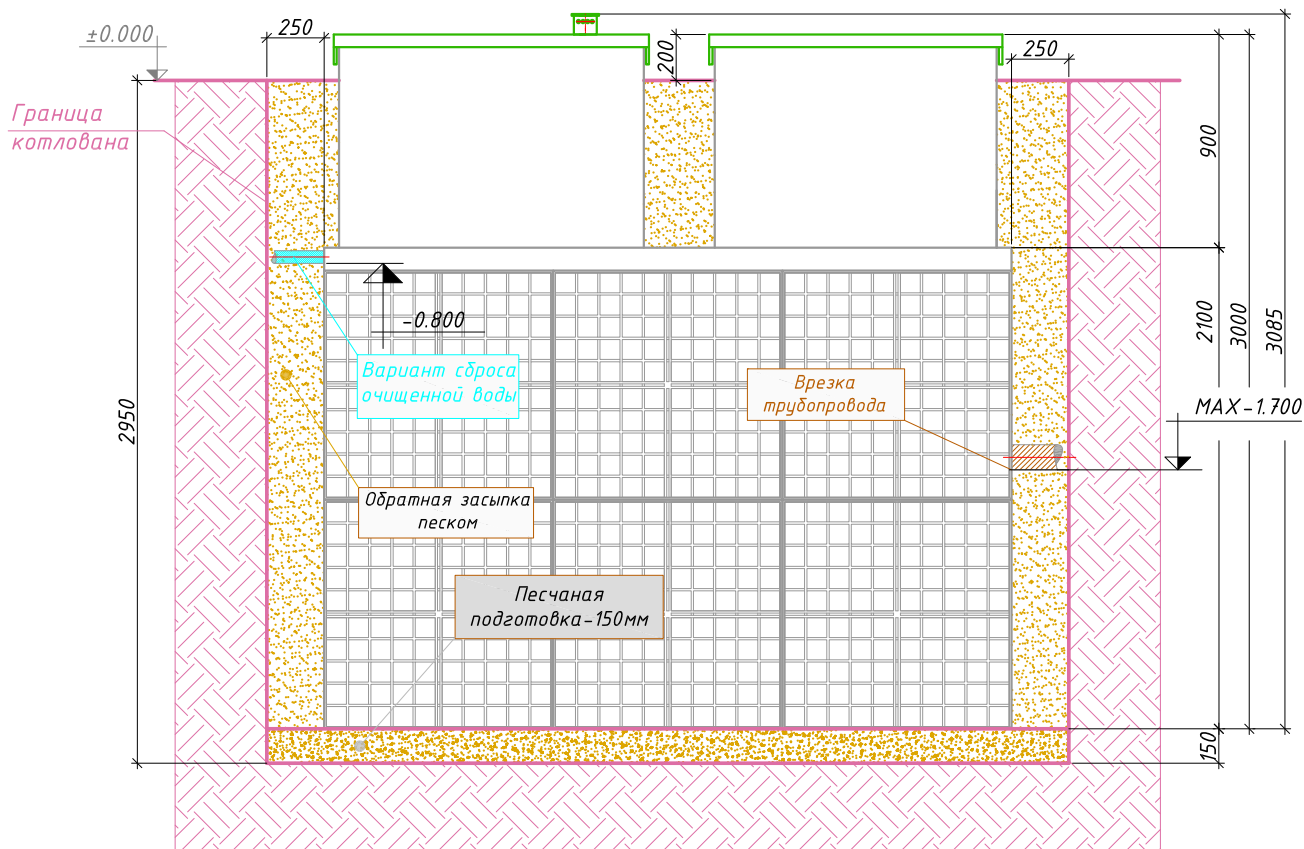 ±0.000
250
200
250
Граница
котлована
900
-0.800
2100
3000
3085
Вариант сброса
очищенной воды
Врезка
трубопровода
MAX-1.700
2950
Обратная засыпка
песком
Песчаная
подготовка-150мм
150